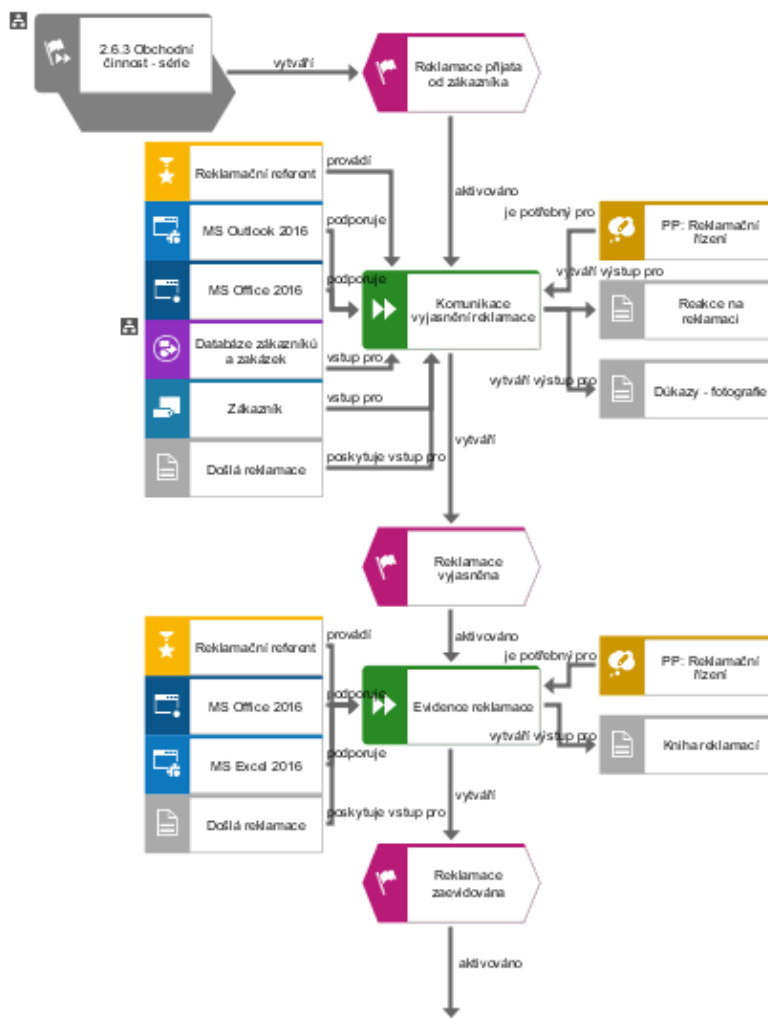 2.6.3 Obchodní
činnost - série
vytváří
Reklamace přijata
od zákazníka
Reklamační referent
provádí
aktivováno
MS Outlook 2016
podporuje
je potřebný pro
PP: Reklamační
řízení
MS Office 2016
podporuje
Komunikace
vyjasnění reklamace
vytváří výstup pro
Reakce na
reklamaci
Databáze zákazníků
a zakázek
vstup pro
vytváří výstup pro
Důkazy - fotografie
Zákazník
vstup pro
vytváří
Došlá reklamace
poskytuje vstup pro
Reklamace
vyjasněna
Reklamační referent
provádí
aktivováno
je potřebný pro
PP: Reklamační
řízení
MS Office 2016
podporuje
Evidence reklamace
vytváří výstup pro
Kniha reklamací
MS Excel 2016
podporuje
vytváří
Došlá reklamace
poskytuje vstup pro
Reklamace
zaevidována
aktivováno